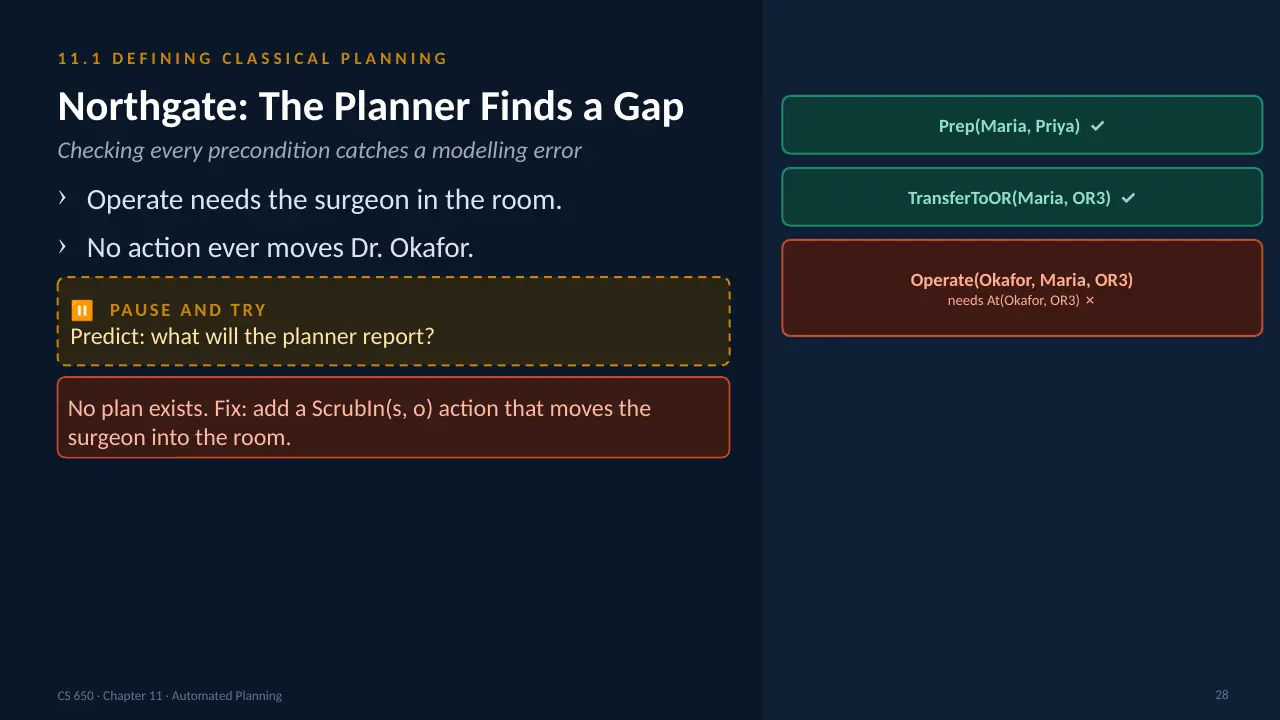 11.1 DEFINING CLASSICAL PLANNING
Northgate: The Planner Finds a Gap
Checking every precondition catches a modelling error
› Operate needs the surgeon in the room.
› No action ever moves Dr. Okafor.
⏸ PAUSE AND TRY
Predict: what will the planner report?
No plan exists. Fix: add a ScrubIn(s, o) action that moves the
surgeon into the room.
Prep(Maria, Priya) ✓
TransferToOR(Maria, OR3) ✓
Operate(Okafor, Maria, OR3)
needs At(Okafor, OR3) ×
CS 650 · Chapter 11 · Automated Planning
28